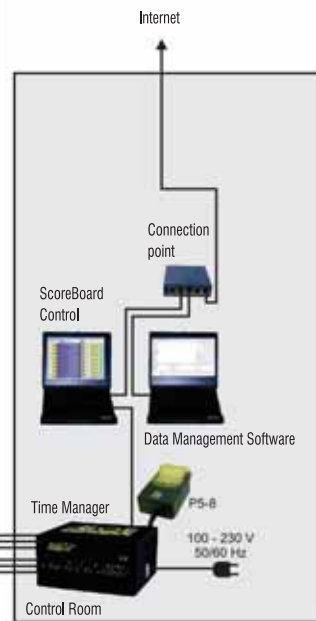 Internet
Connection
point
ScoreBoard
Control
Data Management Software
Time Manager
P5-8
100 - 230 V
50/60 Hz
Control Room